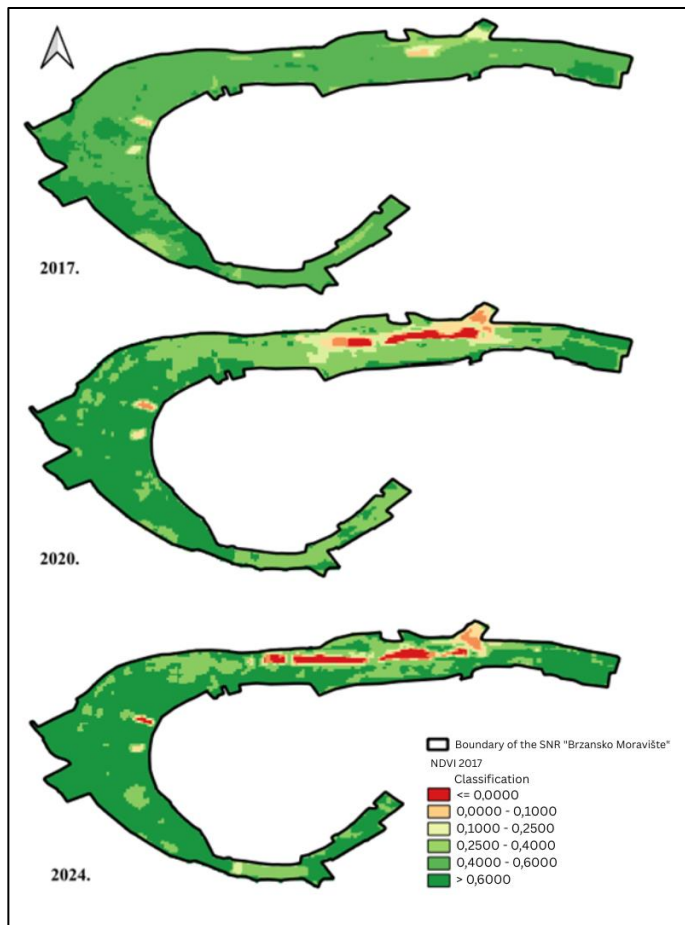 2017.
2020.
2024.
Boundary of the SNR "Brzansko Moravište"
NDVI 2017
Classification
<= 0,0000
0,0000 - 0,1000
0,1000 - 0,2500
0,2500 - 0,4000
0,4000 - 0,6000
> 0,6000